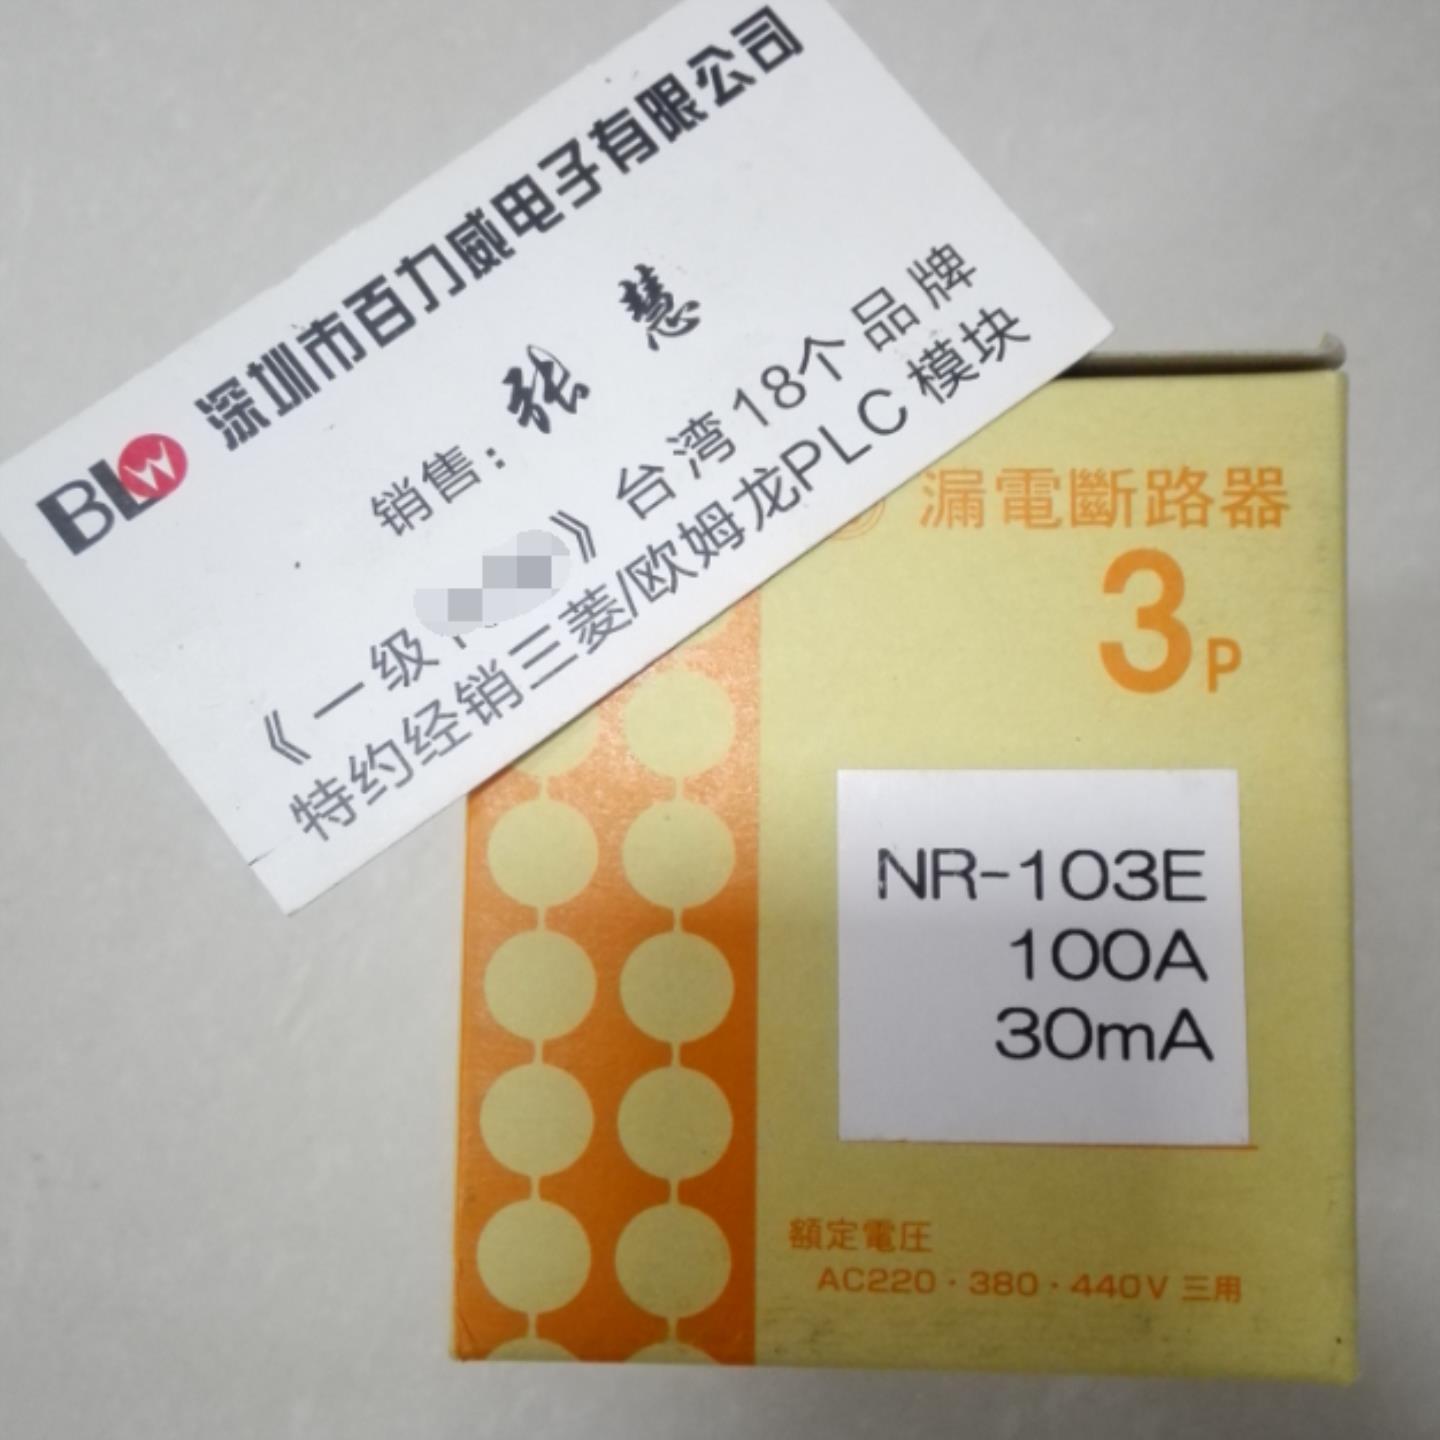 BLW 深圳市百力威电子有限公司
销售：张 慧
《一级 》台湾18个品牌
特约经销三菱/欧姆龙PLC模块
漏電斷路器
3P
NR-103E
100A
30mA
額定電圧
AC220·380·440V 三用